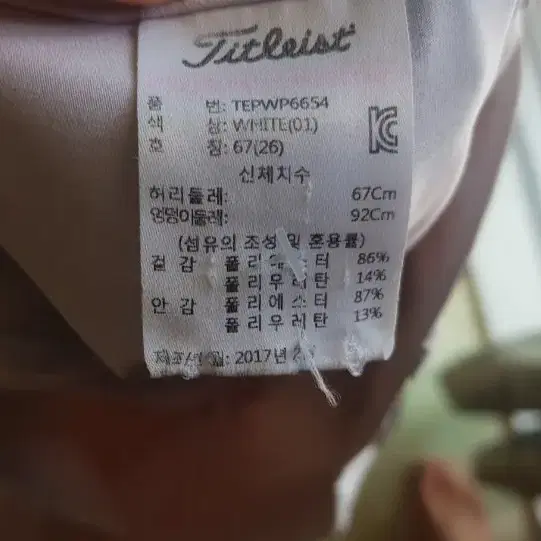 Titleist
품 번: TEPWP6654
색 상: WHITE(01)
호 칭: 67(26)
신체치수
허리둘레: 67Cm
엉덩이둘레: 92Cm
(섬유의 조성 및 혼용률)
겉감 폴리에스터 86%
폴리우레탄 14%
안감 폴리에스터 87%
폴리우레탄 13%
제조년월: 2017년